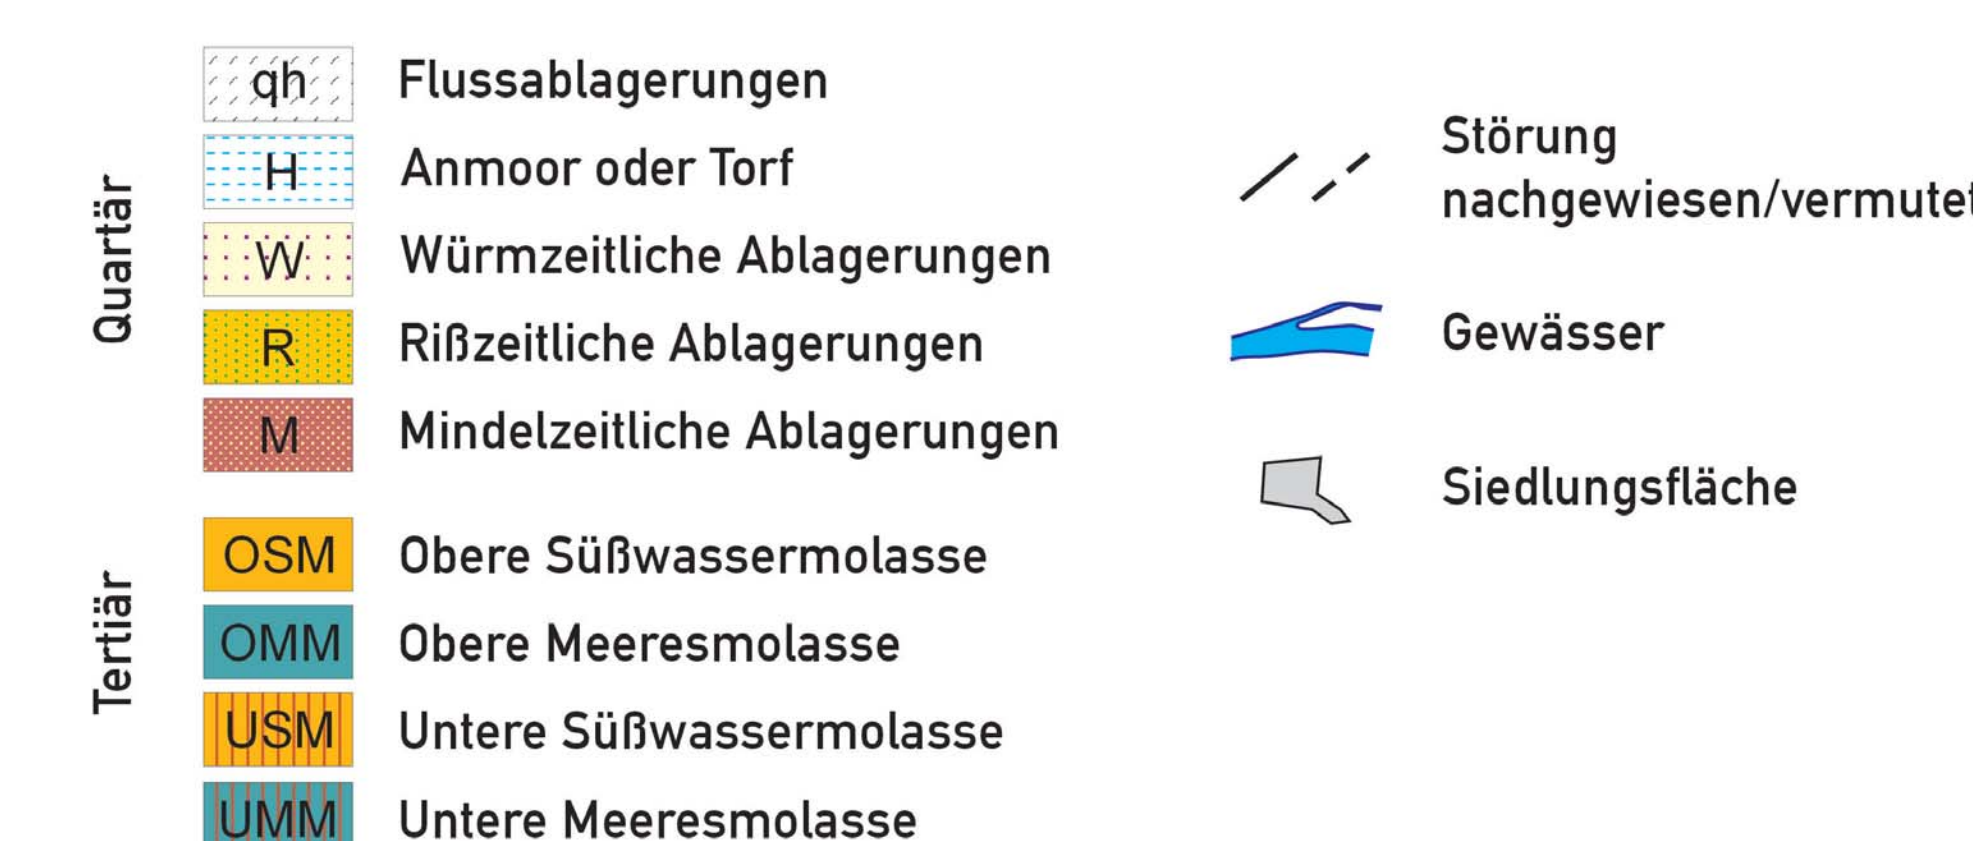 Quartär
qh Flussablagerungen
H Anmoor oder Torf
W Würmzeitliche Ablagerungen
R Rißzeitliche Ablagerungen
M Mindelzeitliche Ablagerungen
Tertiär
OSM Obere Süßwassermolasse
OMM Obere Meeresmolasse
USM Untere Süßwassermolasse
UMM Untere Meeresmolasse
Störung
nachgewiesen/vermutet
Gewässer
Siedlungsfläche